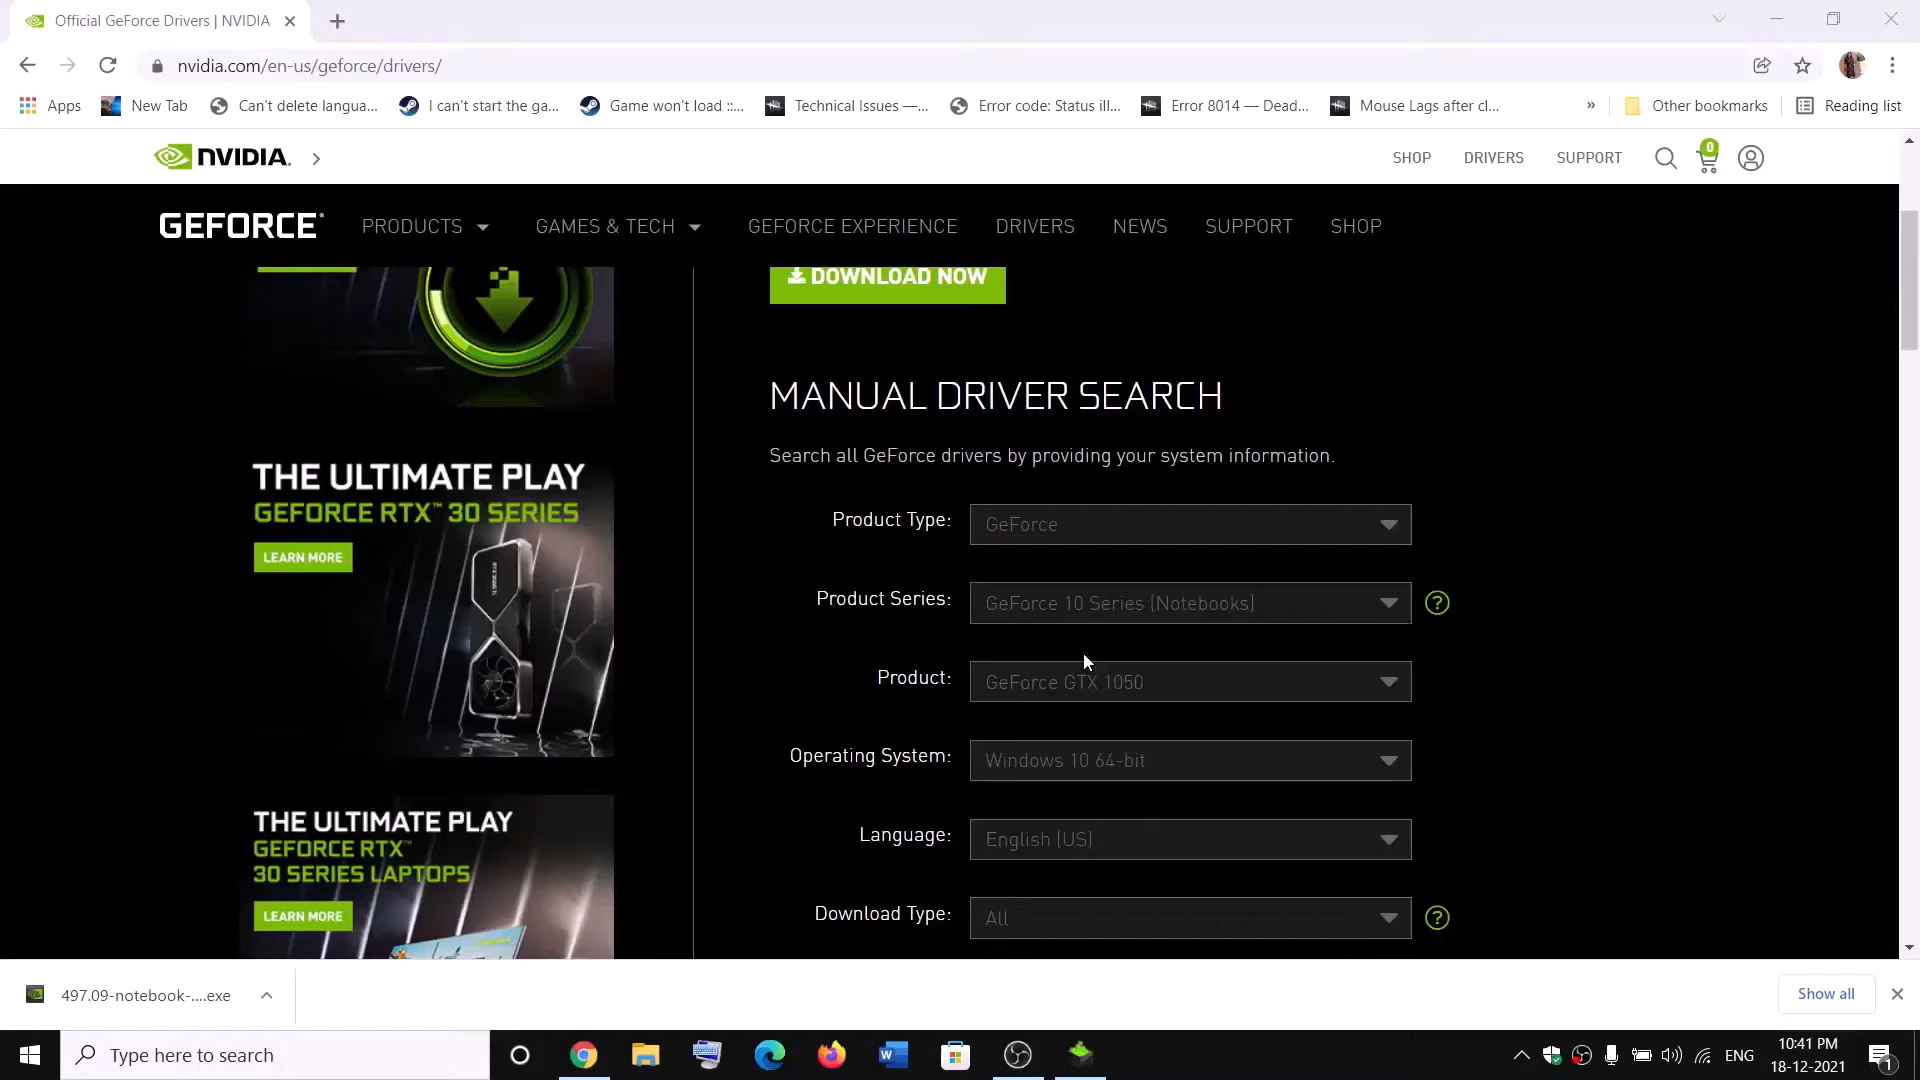 Official GeForce Drivers | NVIDIA
nvidia.com/en-us/geforce/drivers/
Apps
New Tab
Can't delete langua...
I can't start the ga...
Game won't load ::...
Technical Issues —...
Error code: Status ill...
Error 8014 — Dead...
Mouse Lags after cl...
»
Other bookmarks
Reading list
NVIDIA.
SHOP
DRIVERS
SUPPORT
0
GEFORCE
PRODUCTS
GAMES & TECH
GEFORCE EXPERIENCE
DRIVERS
NEWS
SUPPORT
SHOP
DOWNLOAD NOW
MANUAL DRIVER SEARCH
Search all GeForce drivers by providing your system information.
Product Type:
GeForce
Product Series:
GeForce 10 Series (Notebooks)
?
Product:
GeForce GTX 1050
Operating System:
Windows 10 64-bit
Language:
English (US)
Download Type:
All
?
THE ULTIMATE PLAY
GEFORCE RTX™ 30 SERIES
LEARN MORE
THE ULTIMATE PLAY
GEFORCE RTX™
30 SERIES LAPTOPS
LEARN MORE
497.09-notebook-....exe
Show all
Type here to search
W
ENG
10:41 PM
18-12-2021
1